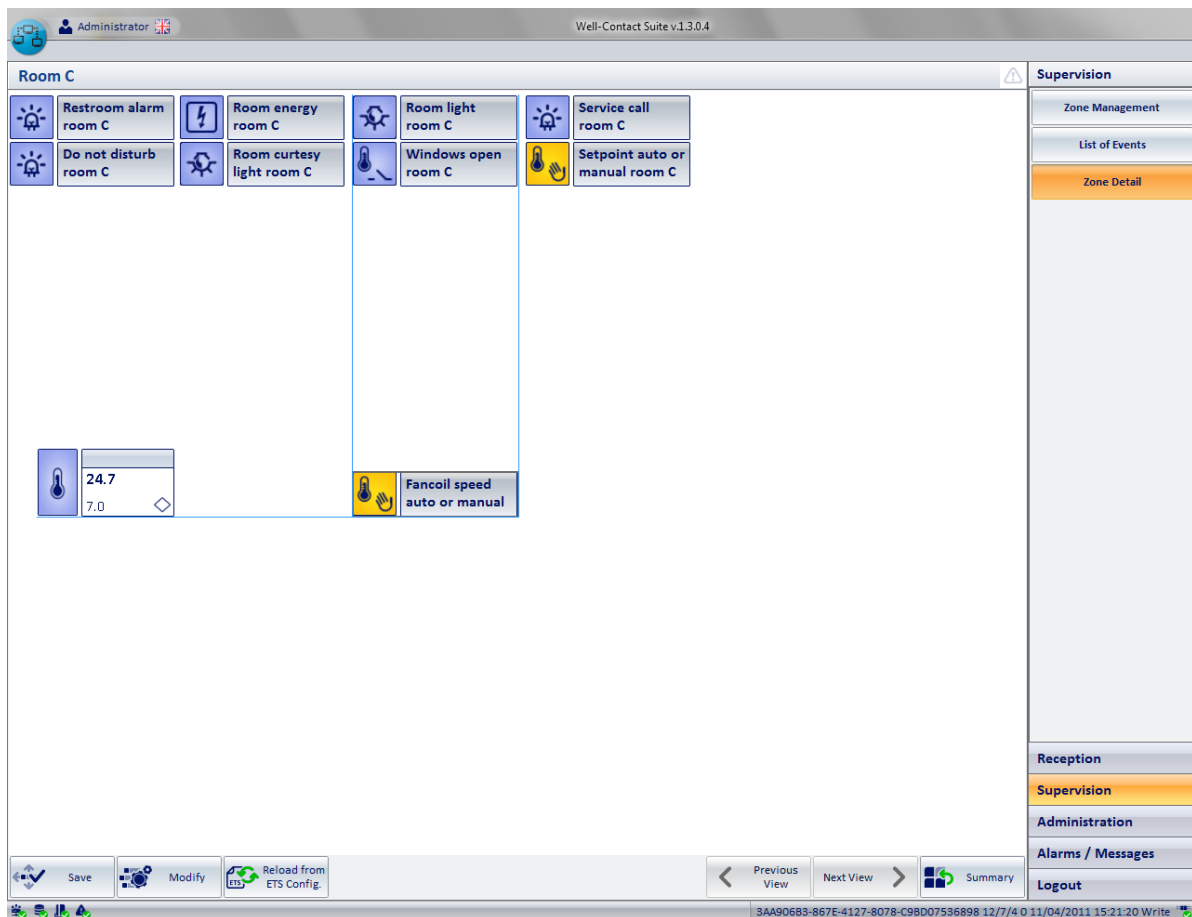 Administrator
Well-Contact Suite v.1.3.0.4
Room C
Supervision
Restroom alarm
room C
Room energy
room C
Room light
room C
Service call
room C
Do not disturb
room C
Room curtesy
light room C
Windows open
room C
Setpoint auto or
manual room C
Zone Management
List of Events
Zone Detail
24.7
7.0
Fancoil speed
auto or manual
Reception
Supervision
Administration
Alarms / Messages
Logout
Save
Modify
ETS
Reload from
ETS Config.
Previous
View
Next View
Summary
3AA906B3-867E-4127-8078-C9BD07536898 12/7/4 0 11/04/2011 15:21:20 Write